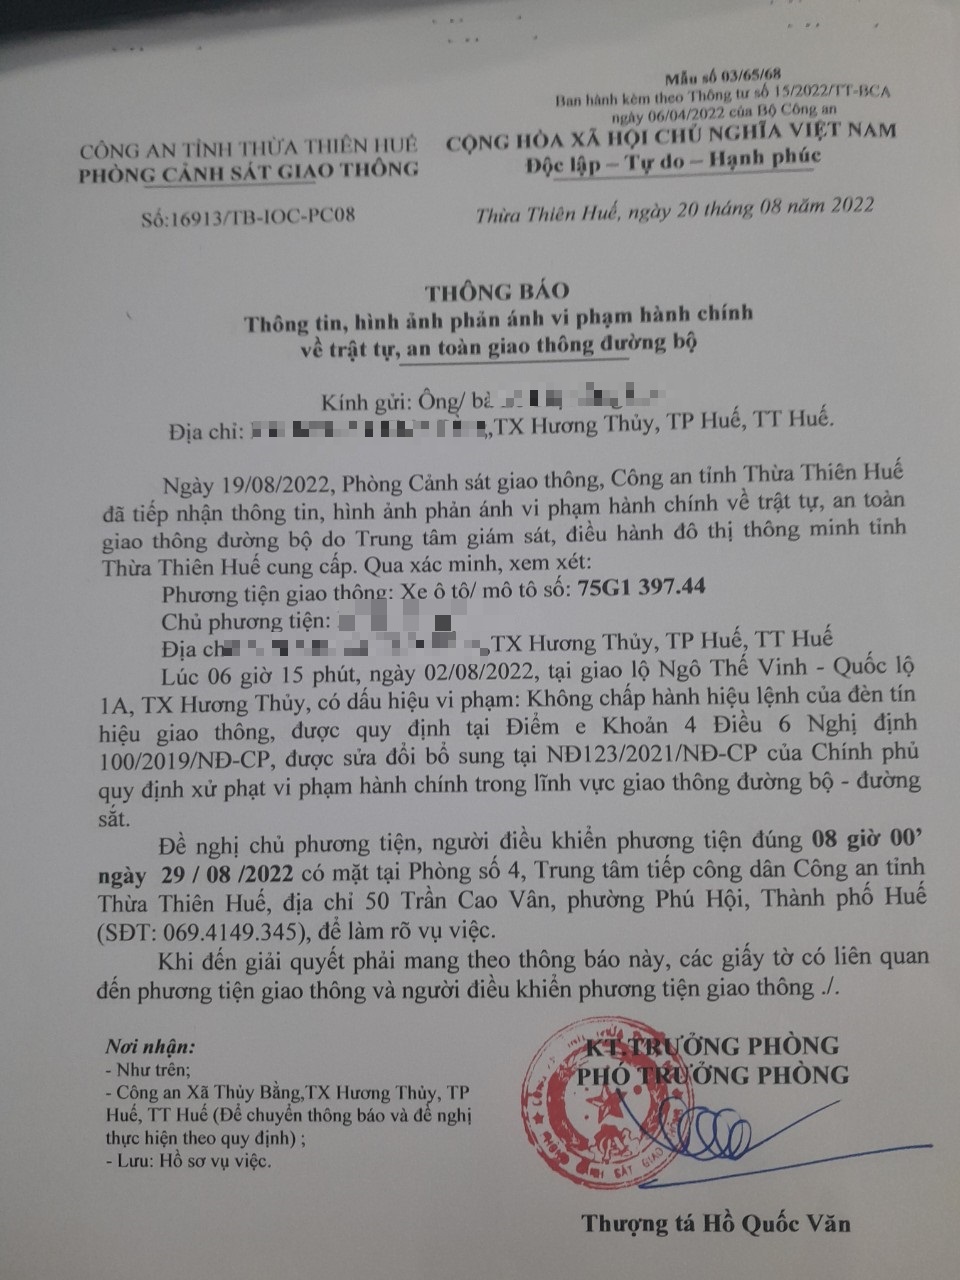 Mẫu số 03/65/68
Ban hành kèm theo Thông tư số 15/2022/TT-BCA
ngày 06/04/2022 của Bộ Công an
CÔNG AN TỈNH THỪA THIÊN HUẾ
PHÒNG CẢNH SÁT GIAO THÔNG
CỘNG HÒA XÃ HỘI CHỦ NGHĨA VIỆT NAM
Độc lập – Tự do – Hạnh phúc
Số:16913/TB-IOC-PC08
Thừa Thiên Huế, ngày 20 tháng 08 năm 2022
THÔNG BÁO
Thông tin, hình ảnh phản ánh vi phạm hành chính
về trật tự, an toàn giao thông đường bộ
Kính gửi: Ông/ bà
Địa chỉ: ,TX Hương Thủy, TP Huế, TT Huế.
Ngày 19/08/2022, Phòng Cảnh sát giao thông, Công an tỉnh Thừa Thiên Huế
đã tiếp nhận thông tin, hình ảnh phản ánh vi phạm hành chính về trật tự, an toàn
giao thông đường bộ do Trung tâm giám sát, điều hành đô thị thông minh tỉnh
Thừa Thiên Huế cung cấp. Qua xác minh, xem xét:
Phương tiện giao thông: Xe ô tô/ mô tô số: 75G1 397.44
Chủ phương tiện:
Địa ch ,TX Hương Thủy, TP Huế, TT Huế
Lúc 06 giờ 15 phút, ngày 02/08/2022, tại giao lộ Ngô Thế Vinh - Quốc lộ
1A, TX Hương Thủy, có dấu hiệu vi phạm: Không chấp hành hiệu lệnh của đèn tín
hiệu giao thông, được quy định tại Điểm e Khoản 4 Điều 6 Nghị định
100/2019/NĐ-CP, được sửa đổi bổ sung tại NĐ123/2021/NĐ-CP của Chính phủ
quy định xử phạt vi phạm hành chính trong lĩnh vực giao thông đường bộ - đường
sắt.
Đề nghị chủ phương tiện, người điều khiển phương tiện đúng 08 giờ 00’
ngày 29 / 08 /2022 có mặt tại Phòng số 4, Trung tâm tiếp công dân Công an tỉnh
Thừa Thiên Huế, địa chỉ 50 Trần Cao Vân, phường Phú Hội, Thành phố Huế
(SĐT: 069.4149.345), để làm rõ vụ việc.
Khi đến giải quyết phải mang theo thông báo này, các giấy tờ có liên quan
đến phương tiện giao thông và người điều khiển phương tiện giao thông ./.
Nơi nhận:
- Như trên;
- Công an Xã Thủy Bằng,TX Hương Thủy, TP
Huế, TT Huế (Để chuyển thông báo và đề nghị
thực hiện theo quy định) ;
- Lưu: Hồ sơ vụ việc.
KT.TRƯỞNG PHÒNG
PHÓ TRƯỞNG PHÒNG
Thượng tá Hồ Quốc Văn